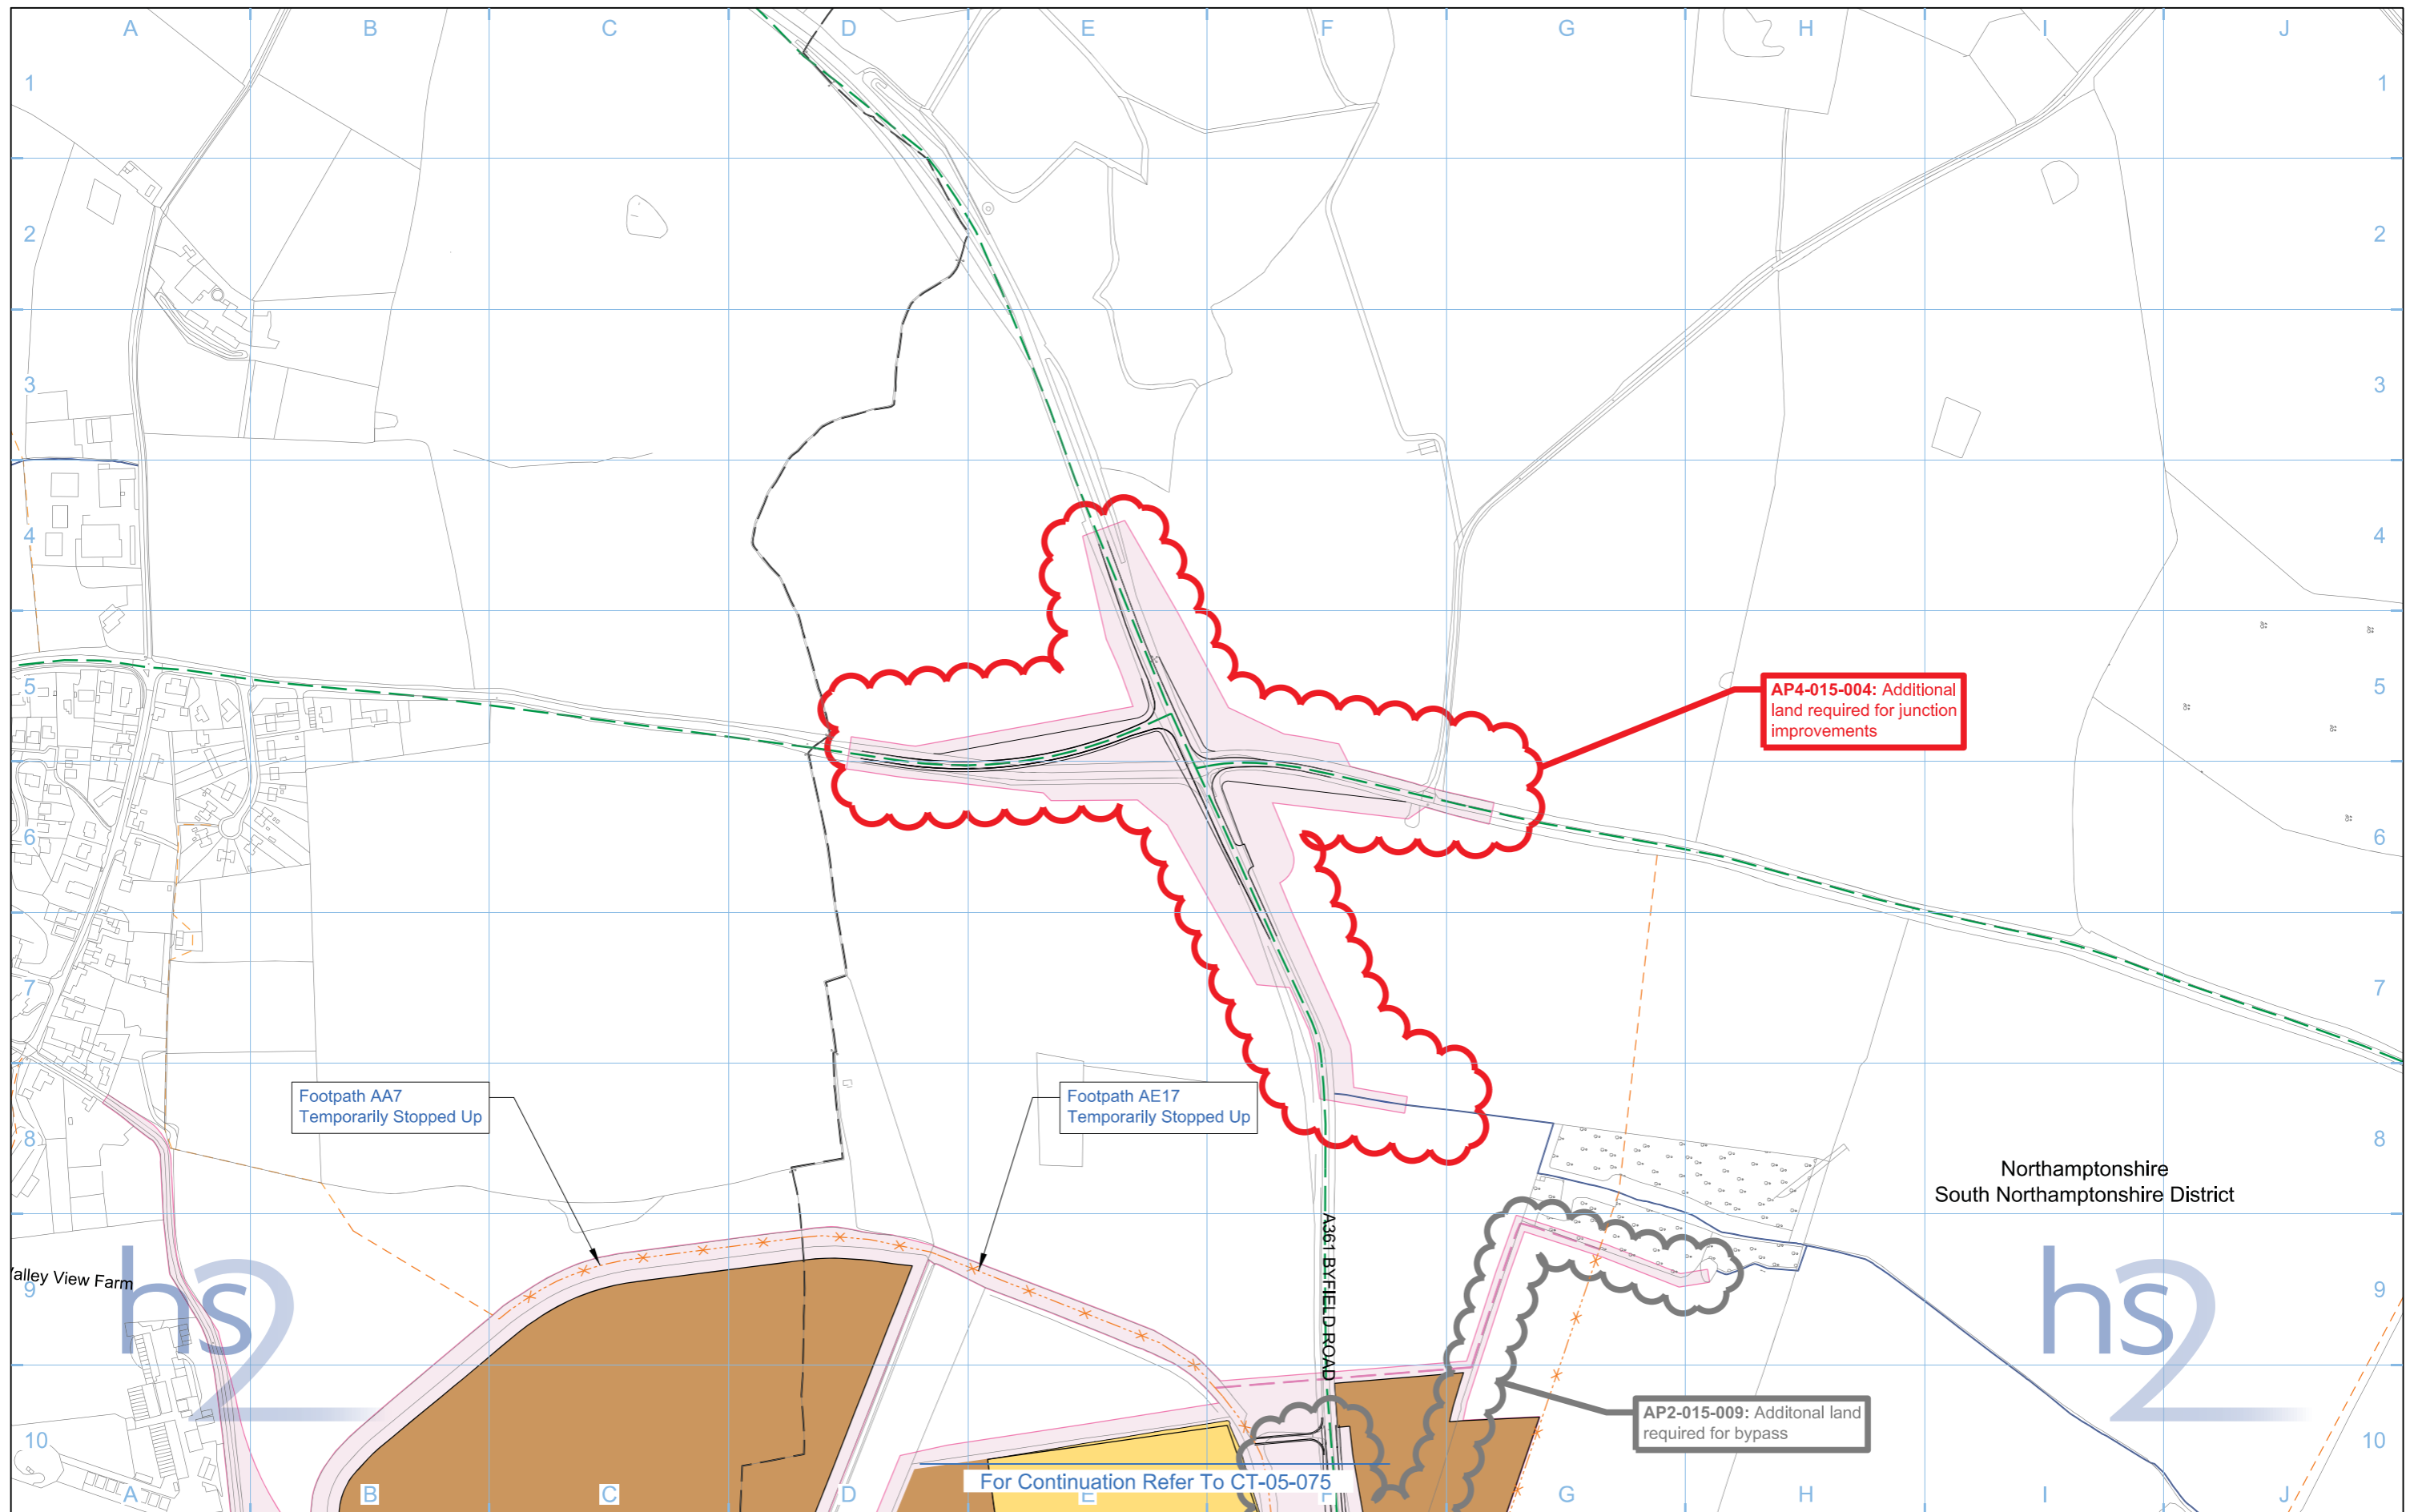 A B C D E F G H I J
1 1
2 2
3 3
4 4
5 5
AP4-015-004: Additional
land required for junction
improvements
6 6
7 7
Footpath AA7
Temporarily Stopped Up
Footpath AE17
Temporarily Stopped Up
8 8
Northamptonshire
South Northamptonshire District
A361 BYFIELD ROAD
alley View Farm
9 9
hs2
hs2
AP2-015-009: Additonal land
required for bypass
10 10
For Continuation Refer To CT-05-075
A B C D E F G H I J